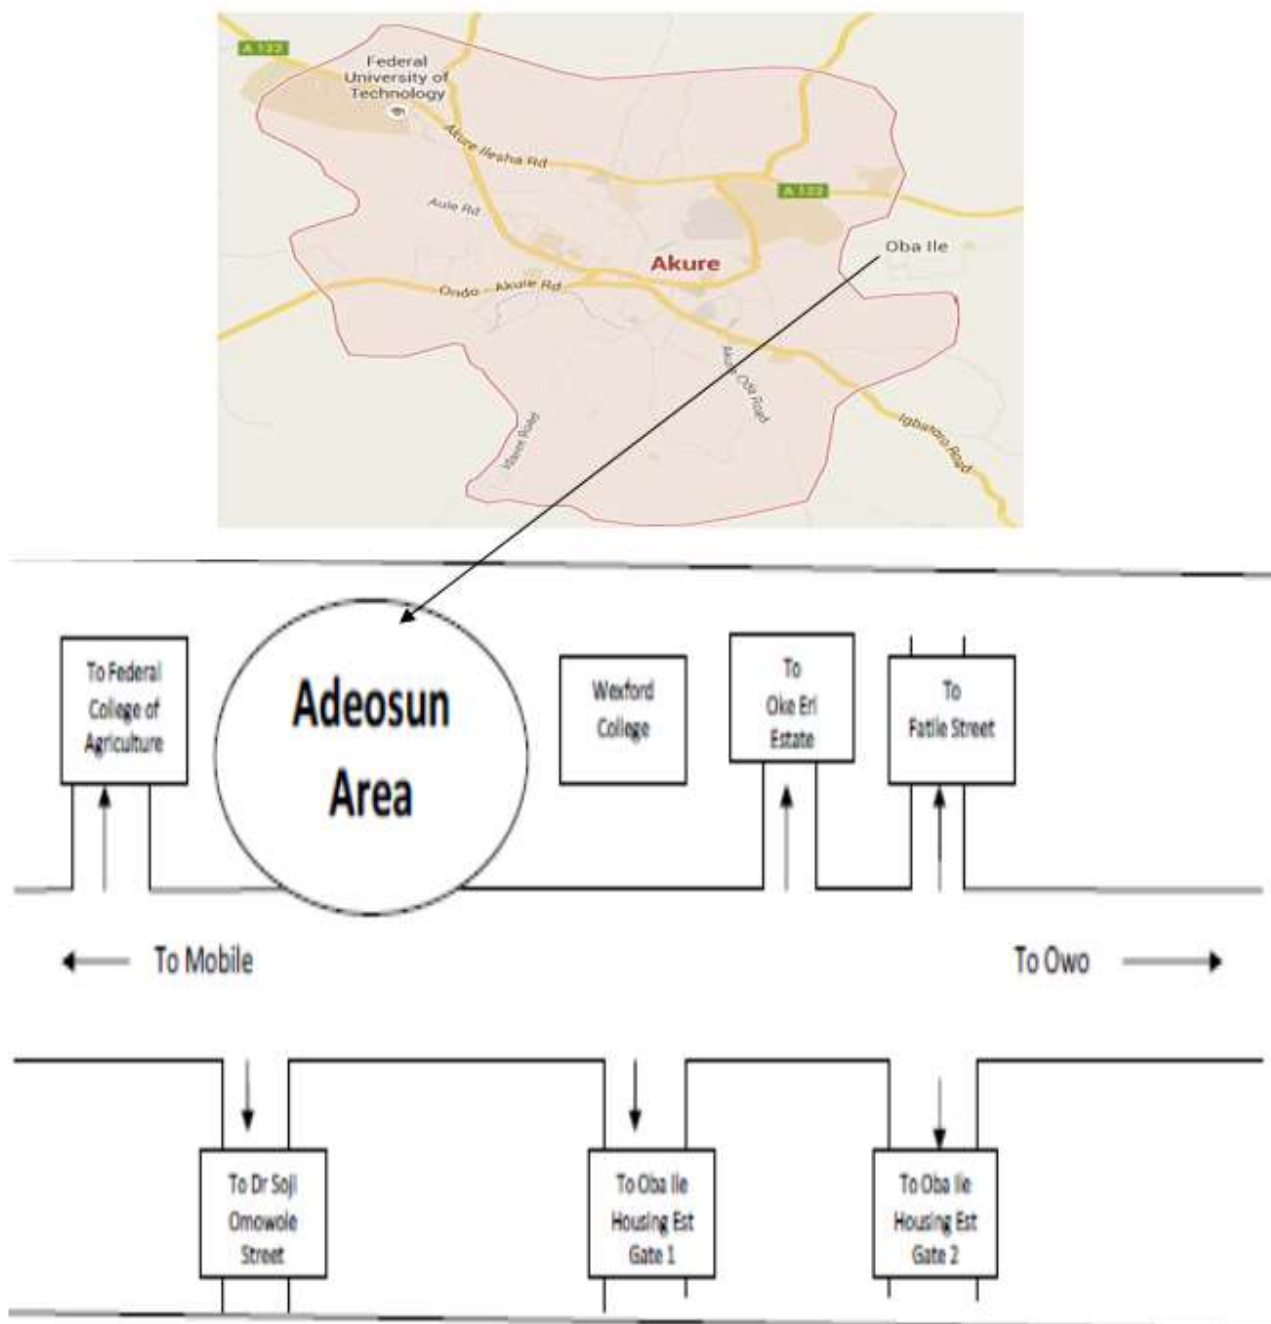 A 122
Federal
University of
Technology
Akure Ilesha Rd
A 122
Aule Rd
Oba Ile
Akure
Ondo - Akure Rd
Akure Oda Road
Idanre Road
Igbatoro Road
To Federal
College of
Agriculture
Adeosun
Area
Wexford
College
To
Oke Eri
Estate
To
Fatile Street
To Mobile
To Owo
To Dr Soji
Omowole
Street
To Oba Ile
Housing Est
Gate 1
To Oba Ile
Housing Est
Gate 2